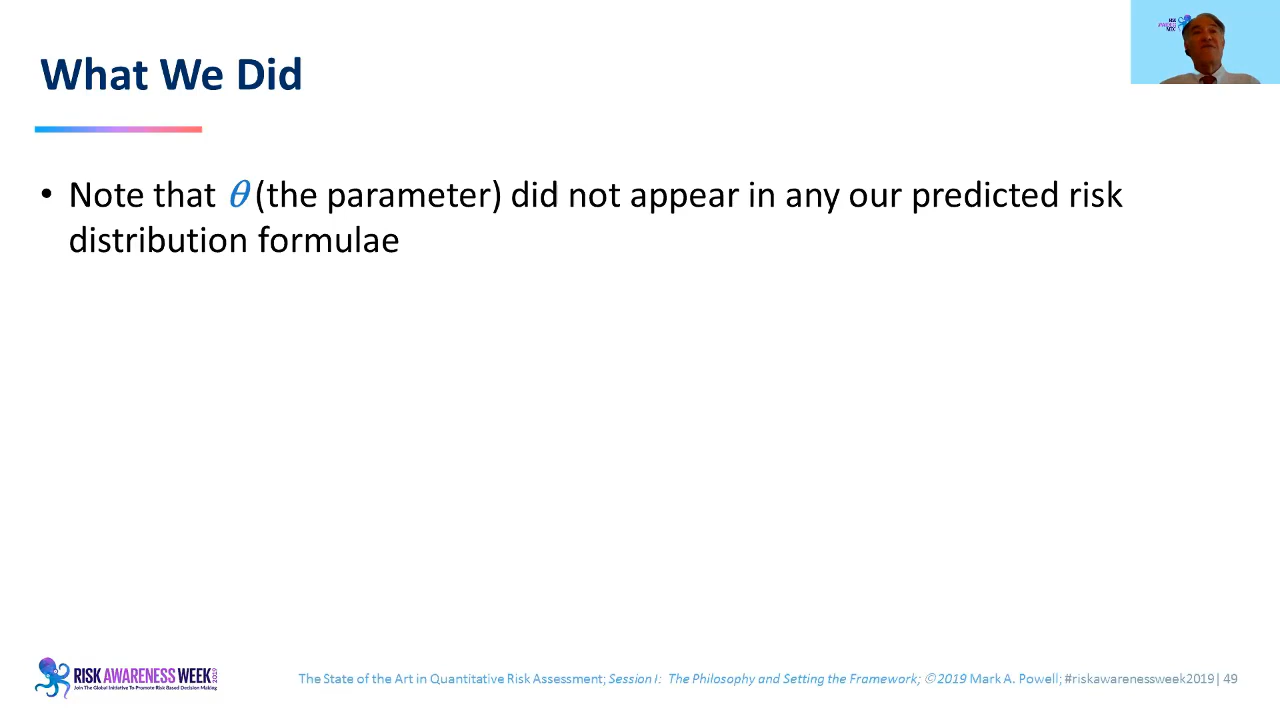 What We Did
• Note that θ (the parameter) did not appear in any our predicted risk
distribution formulae
RISK AWARENESS WEEK 2019
Join The Global Initiative To Promote Risk Based Decision Making
The State of the Art in Quantitative Risk Assessment; Session I: The Philosophy and Setting the Framework; ©2019 Mark A. Powell; #riskawarenessweek2019| 49